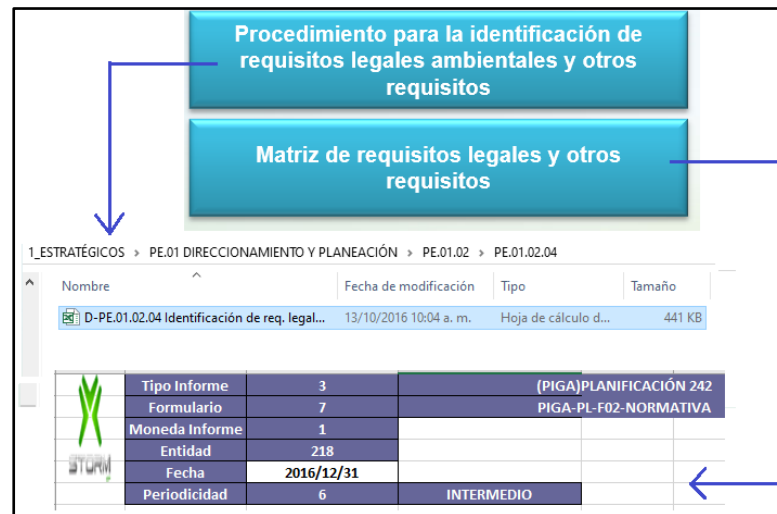 Procedimiento para la identificación de
requisitos legales ambientales y otros
requisitos
Matriz de requisitos legales y otros
requisitos
1_ESTRATÉGICOS > PE.01 DIRECCIONAMIENTO Y PLANEACIÓN > PE.01.02 > PE.01.02.04
Nombre Fecha de modificación Tipo Tamaño
D-PE.01.02.04 Identificación de req. legal... 13/10/2016 10:04 a. m. Hoja de cálculo d... 441 KB
Tipo Informe 3 (PIGA)PLANIFICACIÓN 242
Formulario 7 PIGA-PL-F02-NORMATIVA
Moneda Informe 1
Entidad 218
STORM
Fecha 2016/12/31
Periodicidad 6 INTERMEDIO